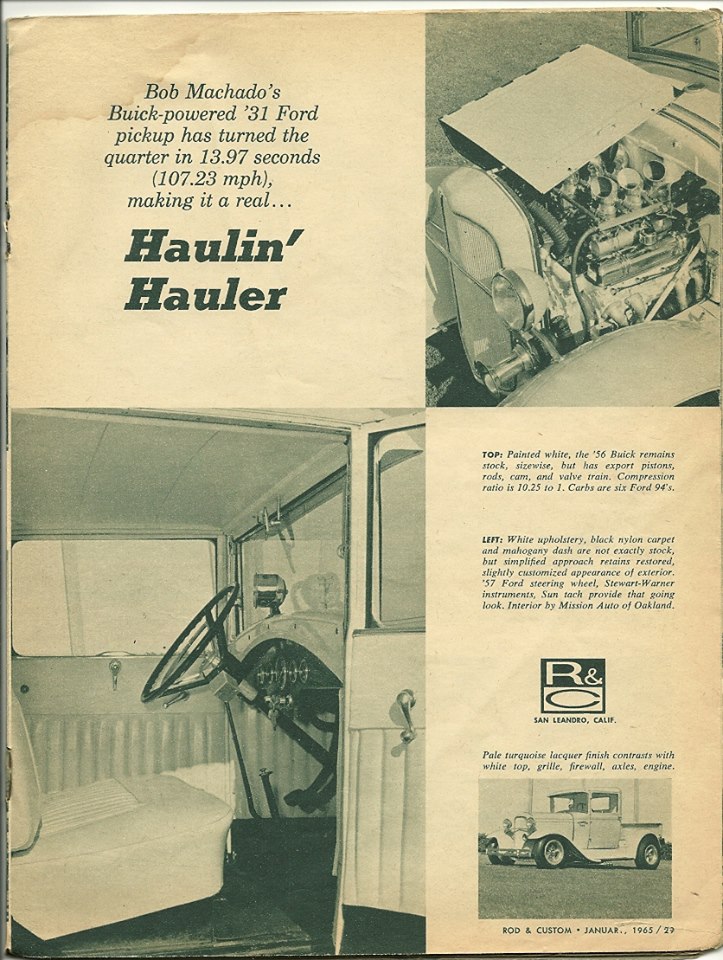 Bob Machado's
Buick-powered '31 Ford
pickup has turned the
quarter in 13.97 seconds
(107.23 mph),
making it a real...
Haulin'
Hauler
TOP: Painted white, the '56 Buick remains
stock, sizewise, but has export pistons,
rods, cam, and valve train. Compression
ratio is 10.25 to 1. Carbs are six Ford 94's.
LEFT: White upholstery, black nylon carpet
and mahogany dash are not exactly stock,
but simplified approach retains restored,
slightly customized appearance of exterior.
'57 Ford steering wheel, Stewart-Warner
instruments, Sun tach provide that going
look. Interior by Mission Auto of Oakland.
R&
C
SAN LEANDRO, CALIF.
Pale turquoise lacquer finish contrasts with
white top, grille, firewall, axles, engine.
ROD & CUSTOM • JANUAR., 1965 / 29